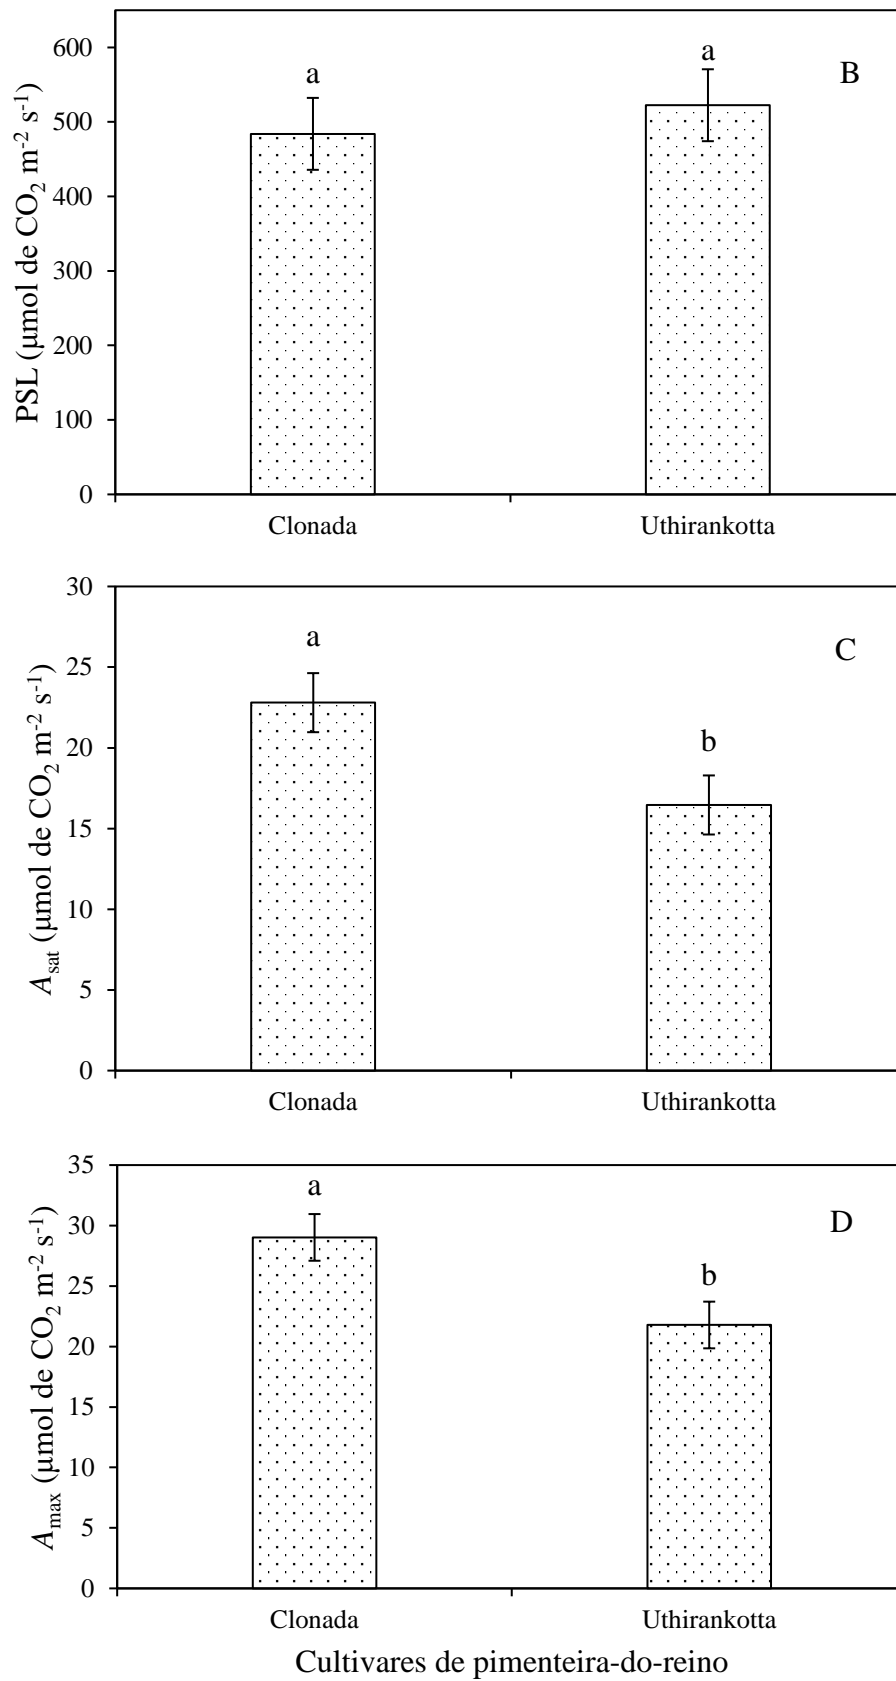 B
PSL (µmol de CO₂ m⁻² s⁻¹)
600
500
400
300
200
100
0
a
a
Clonada
Uthirankotta
C
A_sat (µmol de CO₂ m⁻² s⁻¹)
30
25
20
15
10
5
0
a
b
Clonada
Uthirankotta
D
A_max (µmol de CO₂ m⁻² s⁻¹)
35
30
25
20
15
10
5
0
a
b
Clonada
Uthirankotta
Cultivares de pimenteira-do-reino